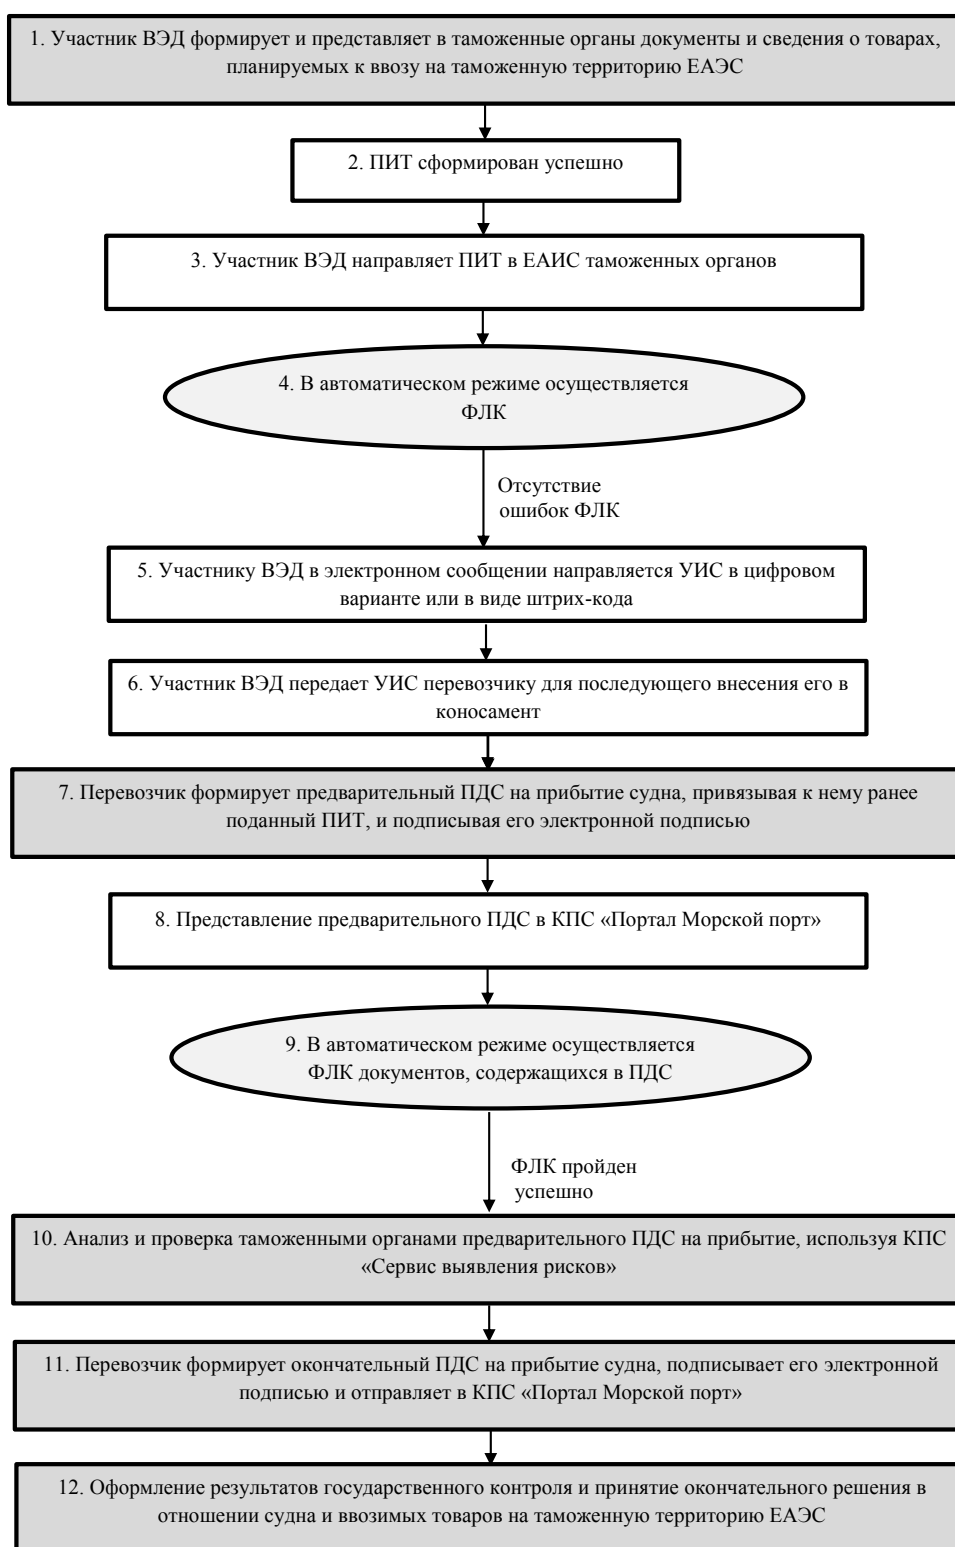 1. Участник ВЭД формирует и представляет в таможенные органы документы и сведения о товарах,
планируемых к ввозу на таможенную территорию ЕАЭС
2. ПИТ сформирован успешно
3. Участник ВЭД направляет ПИТ в ЕАИС таможенных органов
4. В автоматическом режиме осуществляется
ФЛК
Отсутствие
ошибок ФЛК
5. Участнику ВЭД в электронном сообщении направляется УИС в цифровом
варианте или в виде штрих-кода
6. Участник ВЭД передает УИС перевозчику для последующего внесения его в
коносамент
7. Перевозчик формирует предварительный ПДС на прибытие судна, привязывая к нему ранее
поданный ПИТ, и подписывая его электронной подписью
8. Представление предварительного ПДС в КПС «Портал Морской порт»
9. В автоматическом режиме осуществляется
ФЛК документов, содержащихся в ПДС
ФЛК пройден
успешно
10. Анализ и проверка таможенными органами предварительного ПДС на прибытие, используя КПС
«Сервис выявления рисков»
11. Перевозчик формирует окончательный ПДС на прибытие судна, подписывает его электронной
подписью и отправляет в КПС «Портал Морской порт»
12. Оформление результатов государственного контроля и принятие окончательного решения в
отношении судна и ввозимых товаров на таможенную территорию ЕАЭС